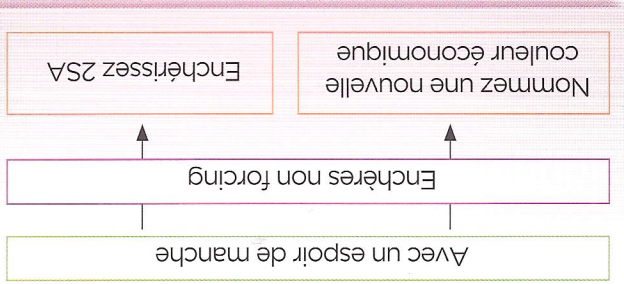 Avec un espoir de manche
Enchères non forcing
Nommez une nouvelle
couleur économique
Enchérissez 2SA